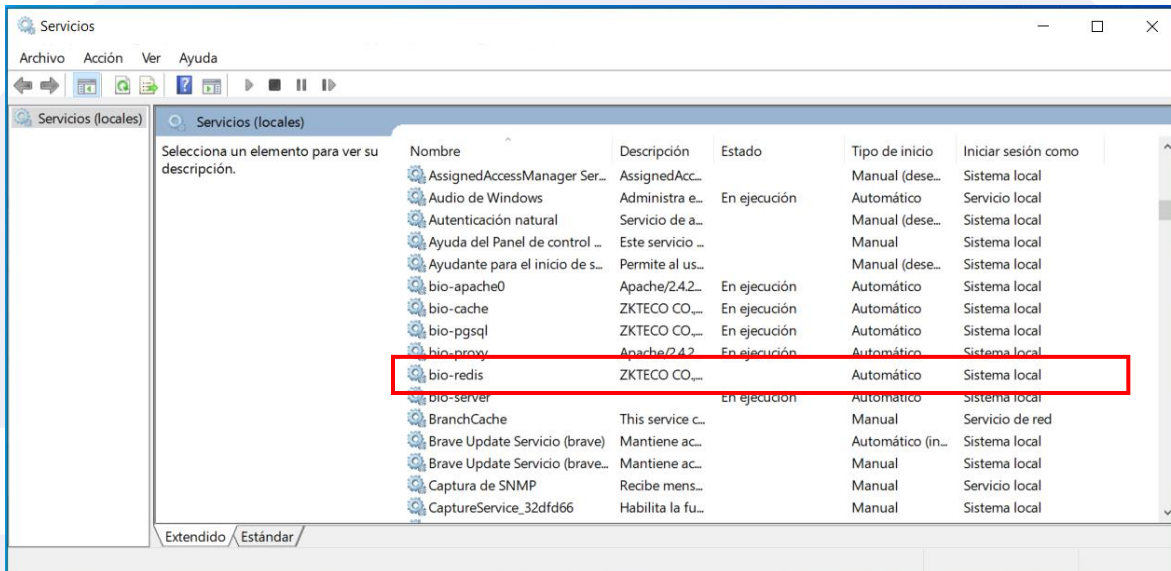 Servicios
Archivo Acción Ver Ayuda
Servicios (locales)
Servicios (locales)
Selecciona un elemento para ver su
descripción.
Nombre Descripción Estado Tipo de inicio Iniciar sesión como
AssignedAccessManager Ser... AssignedAcc... Manual (dese... Sistema local
Audio de Windows Administra e... En ejecución Automático Servicio local
Autenticación natural Servicio de a... Manual (dese... Sistema local
Ayuda del Panel de control ... Este servicio ... Manual Sistema local
Ayudante para el inicio de s... Permite al us... Manual (dese... Sistema local
bio-apache0 Apache/2.4.2... En ejecución Automático Sistema local
bio-cache ZKTECO CO.,... En ejecución Automático Sistema local
bio-pgsql ZKTECO CO.,... En ejecución Automático Sistema local
bio-proxy Apache/2.4.2... En ejecución Automático Sistema local
bio-redis ZKTECO CO.,... Automático Sistema local
bio-server En ejecución Automático Sistema local
BranchCache This service c... Manual Servicio de red
Brave Update Servicio (brave) Mantiene ac... Automático (in... Sistema local
Brave Update Servicio (brave... Mantiene ac... Manual Sistema local
Captura de SNMP Recibe mens... Manual Servicio local
CaptureService_32dfd66 Habilita la fu... Manual Sistema local
Extendido Estándar